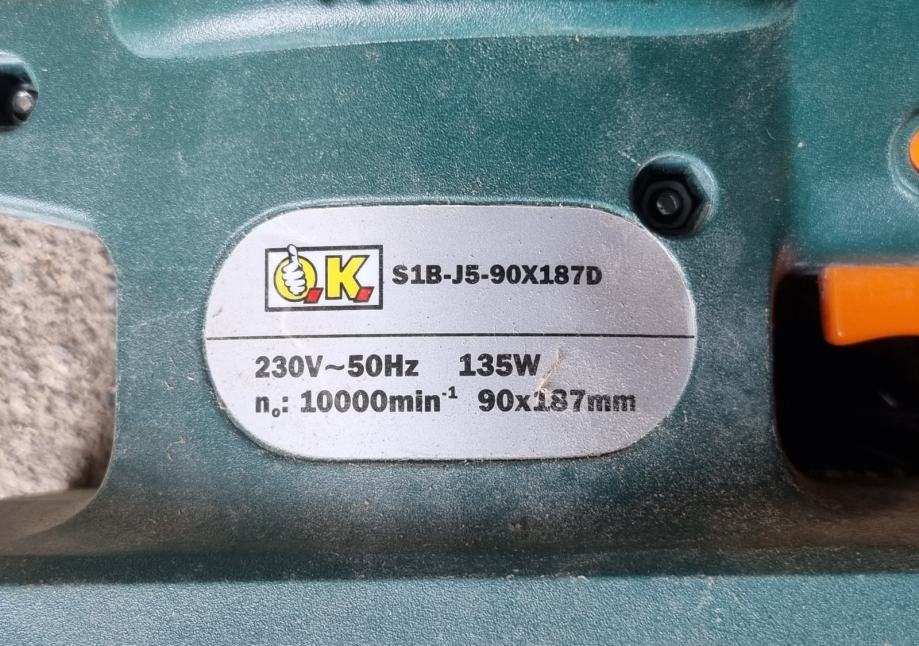 O.K. S1B-J5-90X187D
230V~50Hz 135W
n₀: 10000min⁻¹ 90x187mm